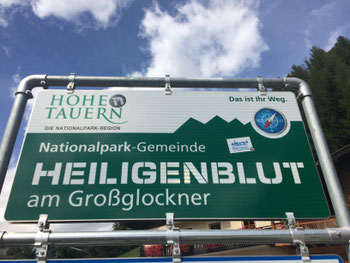 HOHE
TAUERN
DIE NATIONALPARK-REGION
Das ist Ihr Weg.
Nationalpark-Gemeinde
HEILIGENBLUT
am Großglockner